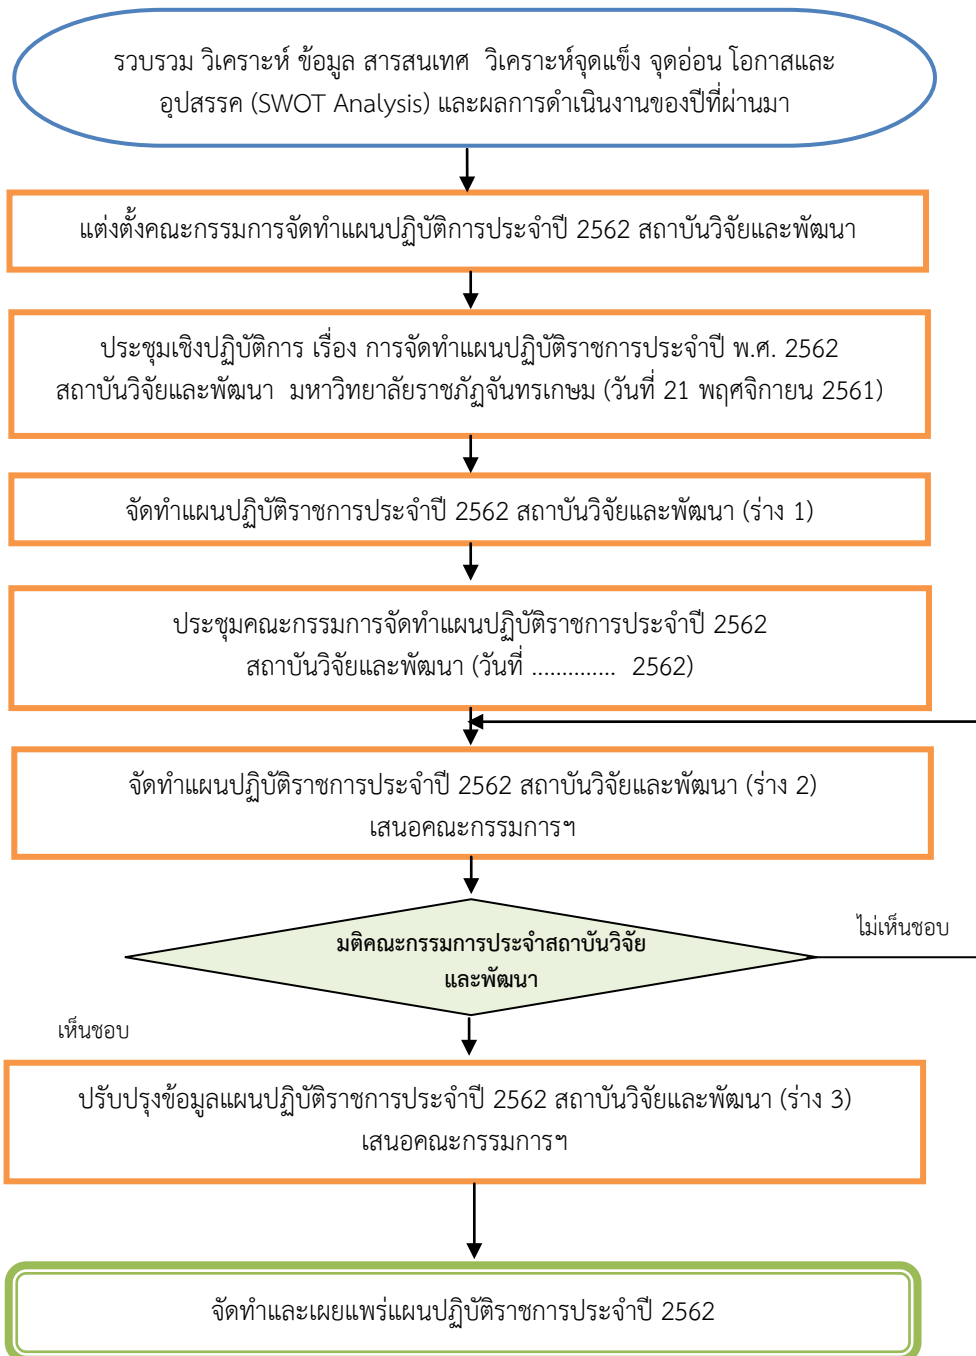 รวบรวม วิเคราะห์ ข้อมูล สารสนเทศ วิเคราะห์จุดแข็ง จุดอ่อน โอกาสและ
อุปสรรค (SWOT Analysis) และผลการดำเนินงานของปีที่ผ่านมา
แต่งตั้งคณะกรรมการจัดทำแผนปฏิบัติการประจำปี 2562 สถาบันวิจัยและพัฒนา
ประชุมเชิงปฏิบัติการ เรื่อง การจัดทำแผนปฏิบัติราชการประจำปี พ.ศ. 2562
สถาบันวิจัยและพัฒนา มหาวิทยาลัยราชภัฏจันทรเกษม (วันที่ 21 พฤศจิกายน 2561)
จัดทำแผนปฏิบัติราชการประจำปี 2562 สถาบันวิจัยและพัฒนา (ร่าง 1)
ประชุมคณะกรรมการจัดทำแผนปฏิบัติราชการประจำปี 2562
สถาบันวิจัยและพัฒนา (วันที่ .............. 2562)
จัดทำแผนปฏิบัติราชการประจำปี 2562 สถาบันวิจัยและพัฒนา (ร่าง 2)
เสนอคณะกรรมการฯ
ไม่เห็นชอบ
มติคณะกรรมการประจำสถาบันวิจัย
และพัฒนา
เห็นชอบ
ปรับปรุงข้อมูลแผนปฏิบัติราชการประจำปี 2562 สถาบันวิจัยและพัฒนา (ร่าง 3)
เสนอคณะกรรมการฯ
จัดทำและเผยแพร่แผนปฏิบัติราชการประจำปี 2562